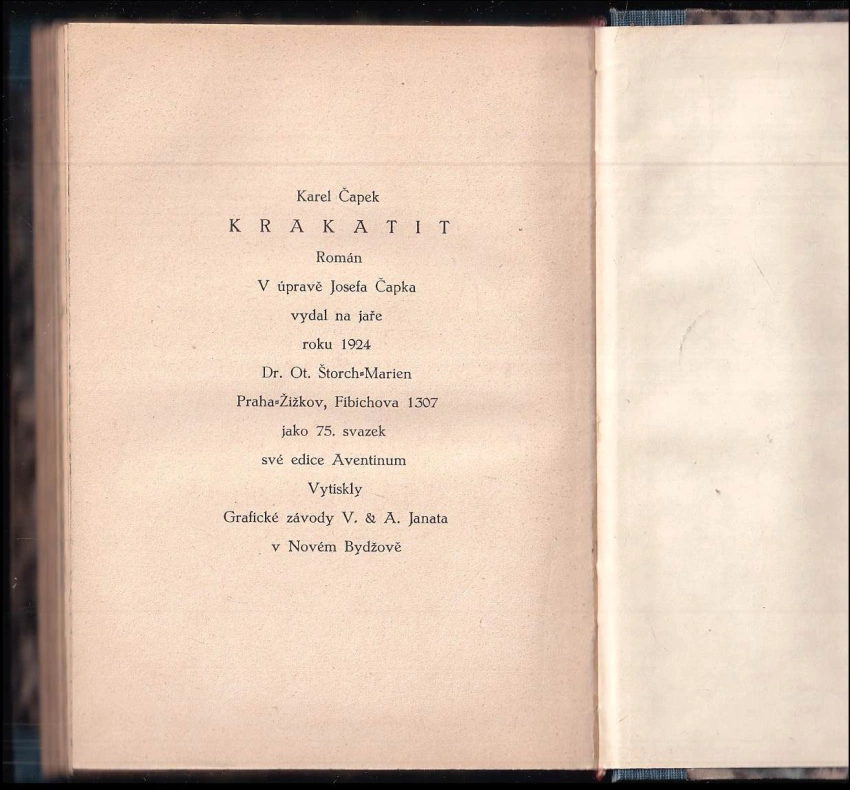 Karel Čapek
KRAKATIT
Román
V úpravě Josefa Čapka
vydal na jaře
roku 1924
Dr. Ot. Štorch-Marien
Praha-Žižkov, Fibichova 1307
jako 75. svazek
své edice Aventinum
Vytiskly
Grafické závody V. & A. Janata
v Novém Bydžově